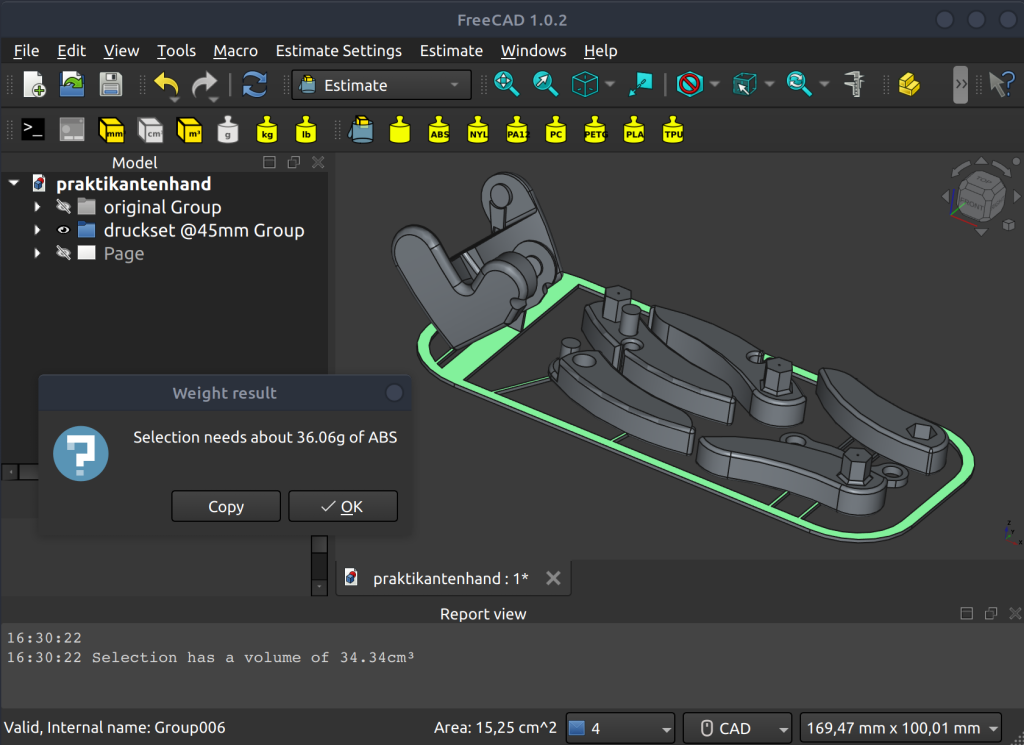 FreeCAD 1.0.2
File Edit View Tools Macro Estimate Settings Estimate Windows Help
Estimate
>_ mm cm³ m³ g kg lb ABS NYL PA12 PC PETG PLA TPU
Model
praktikantenhand
original Group
druckset @45mm Group
Page
TOP
FRONT
Weight result
Selection needs about 36.06g of ABS
Copy
OK
praktikantenhand : 1*
Report view
16:30:22
16:30:22 Selection has a volume of 34.34cm³
Valid, Internal name: Group006
Area: 15,25 cm^2
4
CAD
169,47 mm x 100,01 mm